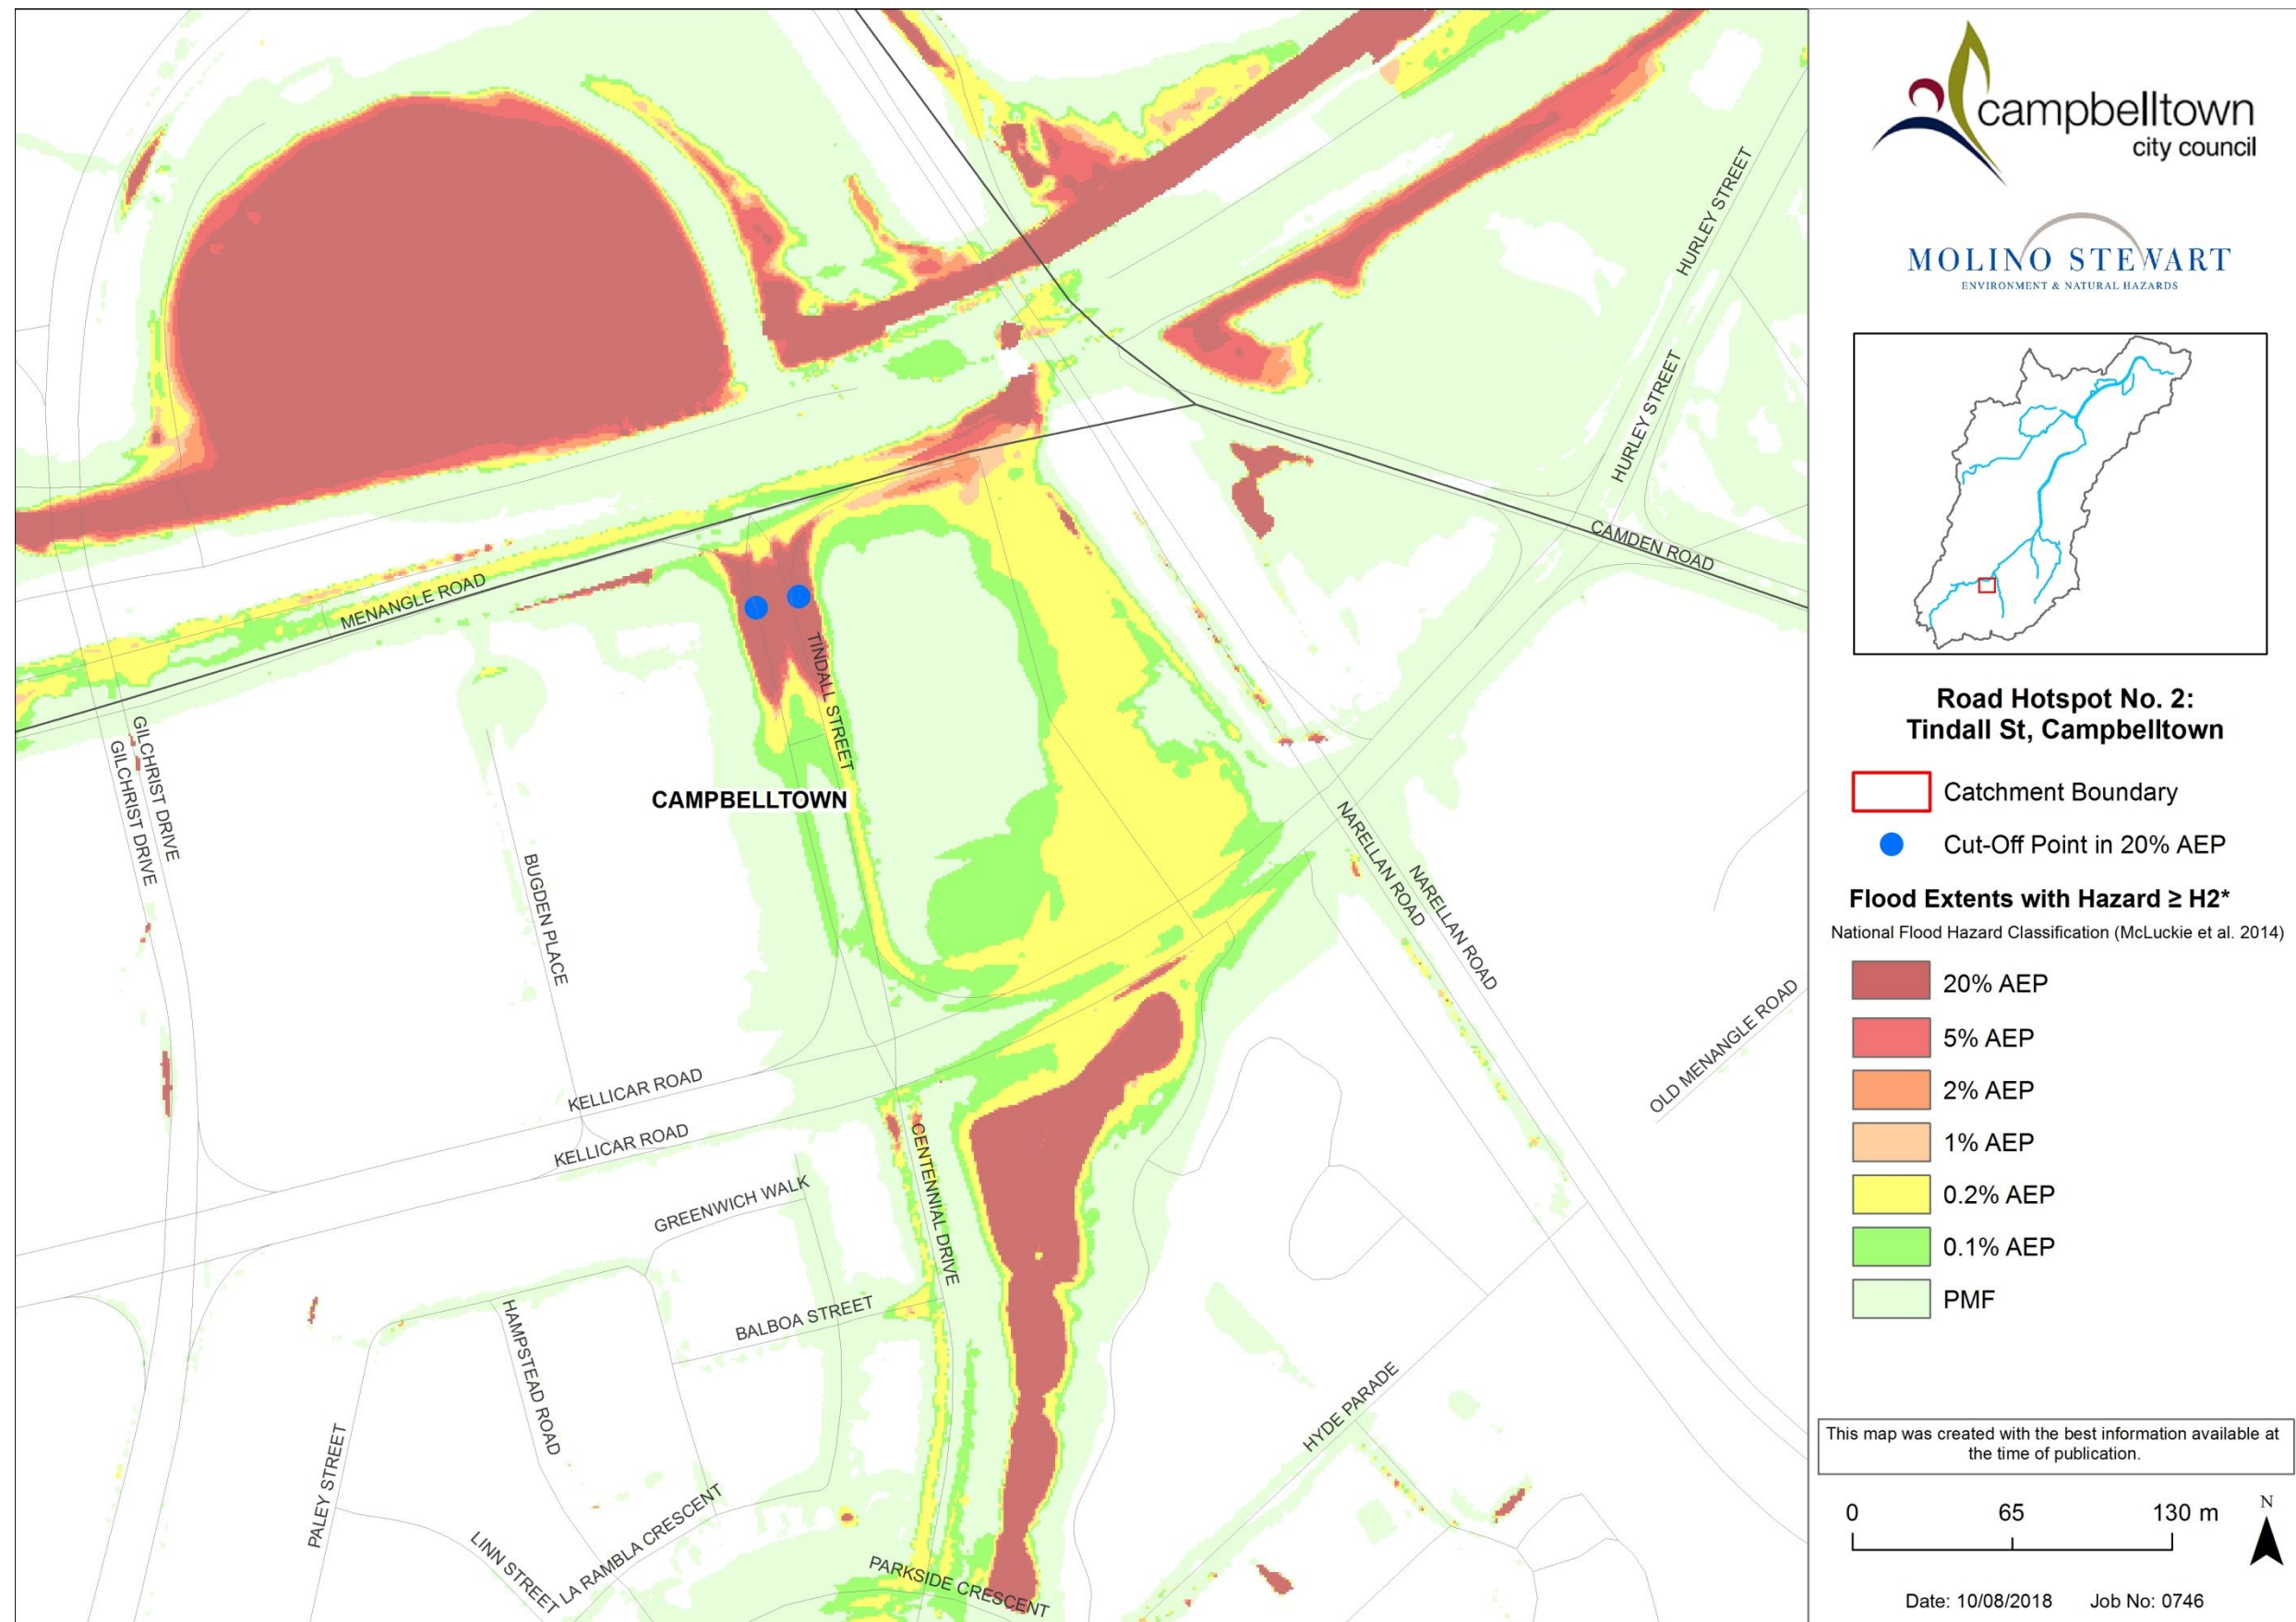 campbelltown
city council
MOLINO STEWART
ENVIRONMENT & NATURAL HAZARDS
Road Hotspot No. 2:
Tindall St, Campbelltown
Catchment Boundary
Cut-Off Point in 20% AEP
Flood Extents with Hazard ≥ H2*
National Flood Hazard Classification (McLuckie et al. 2014)
20% AEP
5% AEP
2% AEP
1% AEP
0.2% AEP
0.1% AEP
PMF
This map was created with the best information available at
the time of publication.
0 65 130 m
N
Date: 10/08/2018 Job No: 0746
HURLEY STREET
HURLEY STREET
CAMDEN ROAD
MENANGLE ROAD
TINDALL STREET
GILCHRIST DRIVE
GILCHRIST DRIVE
CAMPBELLTOWN
BUGDEN PLACE
NARELLAN ROAD
NARELLAN ROAD
OLD MENANGLE ROAD
KELLICAR ROAD
KELLICAR ROAD
CENTENNIAL DRIVE
GREENWICH WALK
BALBOA STREET
HAMPSTEAD ROAD
PALEY STREET
HYDE PARADE
LINN STREET
LA RAMBLA CRESCENT
PARKSIDE CRESCENT